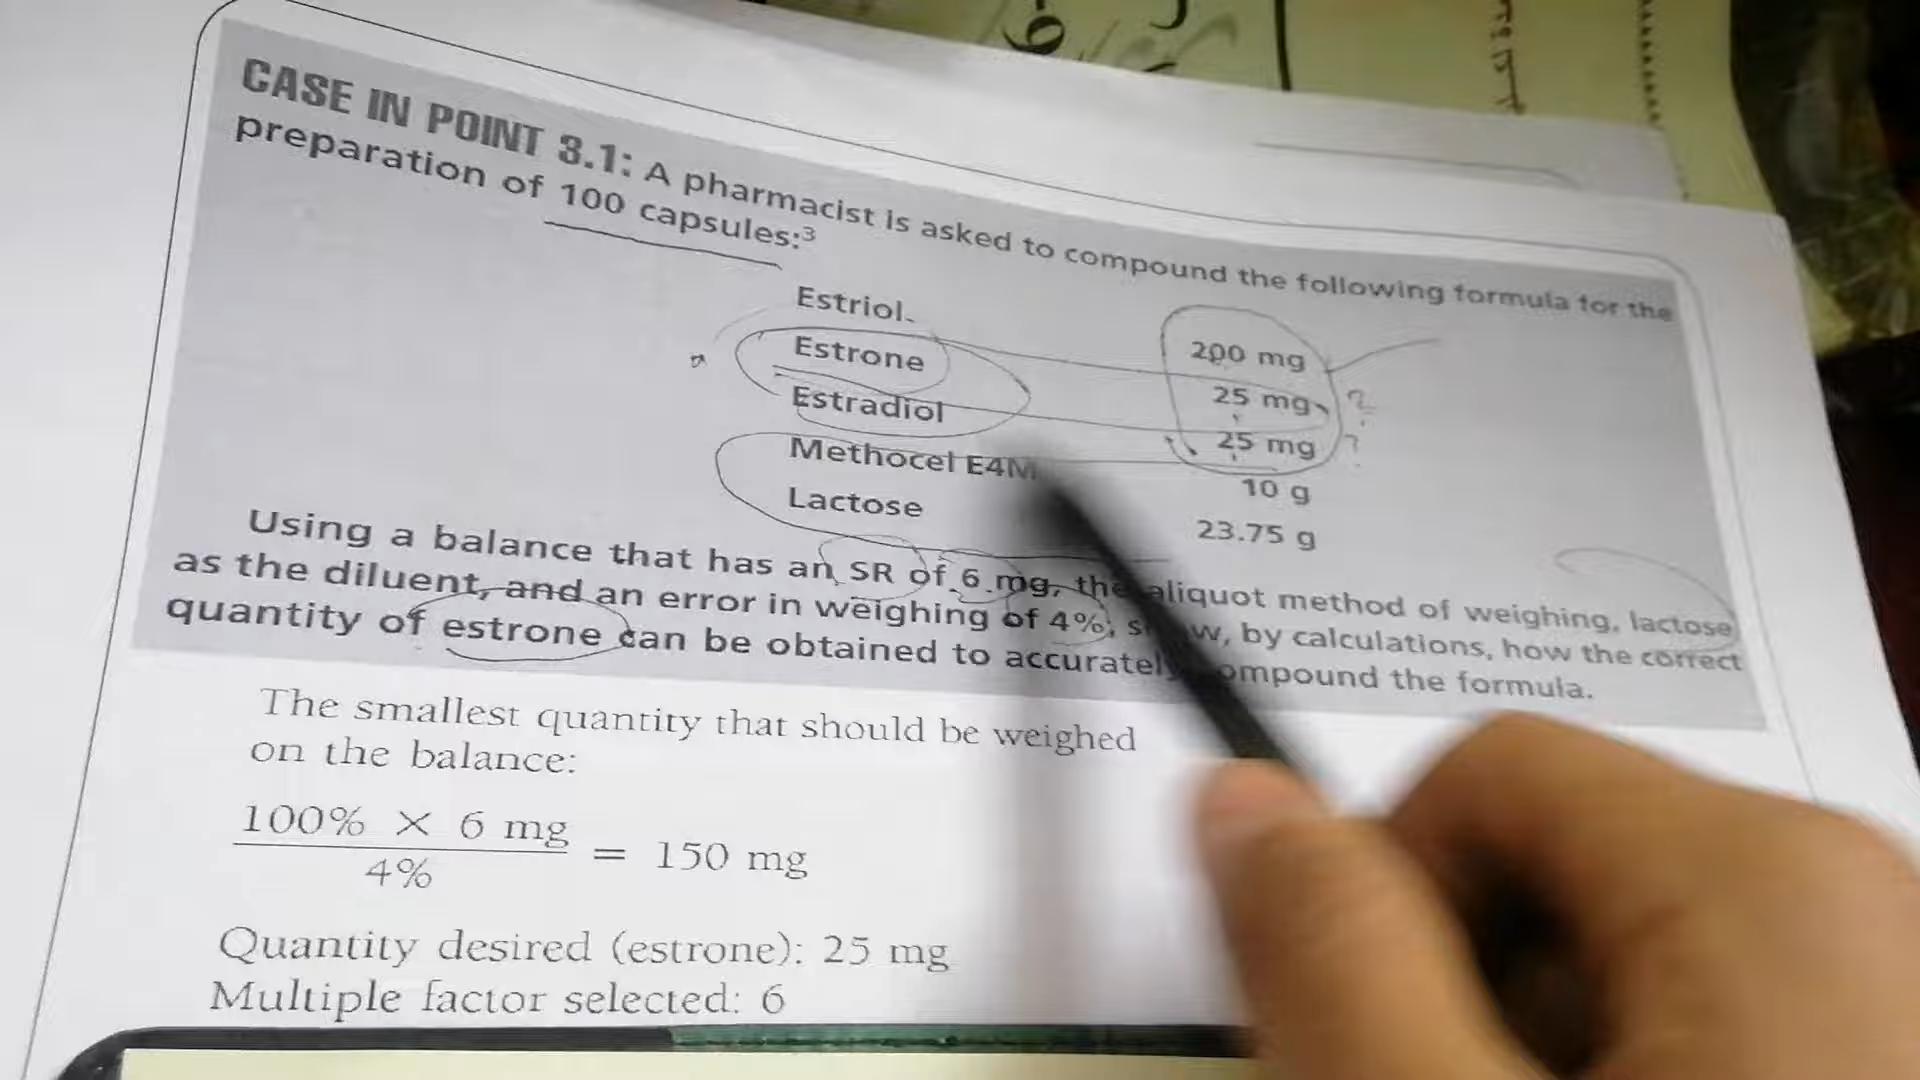 CASE IN POINT 3.1: A pharmacist is asked to compound the following formula for the
preparation of 100 capsules:3
Estriol 200 mg
Estrone 25 mg
Estradiol 25 mg
Methocel E4M 10 g
Lactose 23.75 g
Using a balance that has an SR of 6 mg, the aliquot method of weighing, lactose
as the diluent, and an error in weighing of 4%, show, by calculations, how the correct
quantity of estrone can be obtained to accurately compound the formula.
The smallest quantity that should be weighed
on the balance:
100% × 6 mg
4%
= 150 mg
Quantity desired (estrone): 25 mg
Multiple factor selected: 6